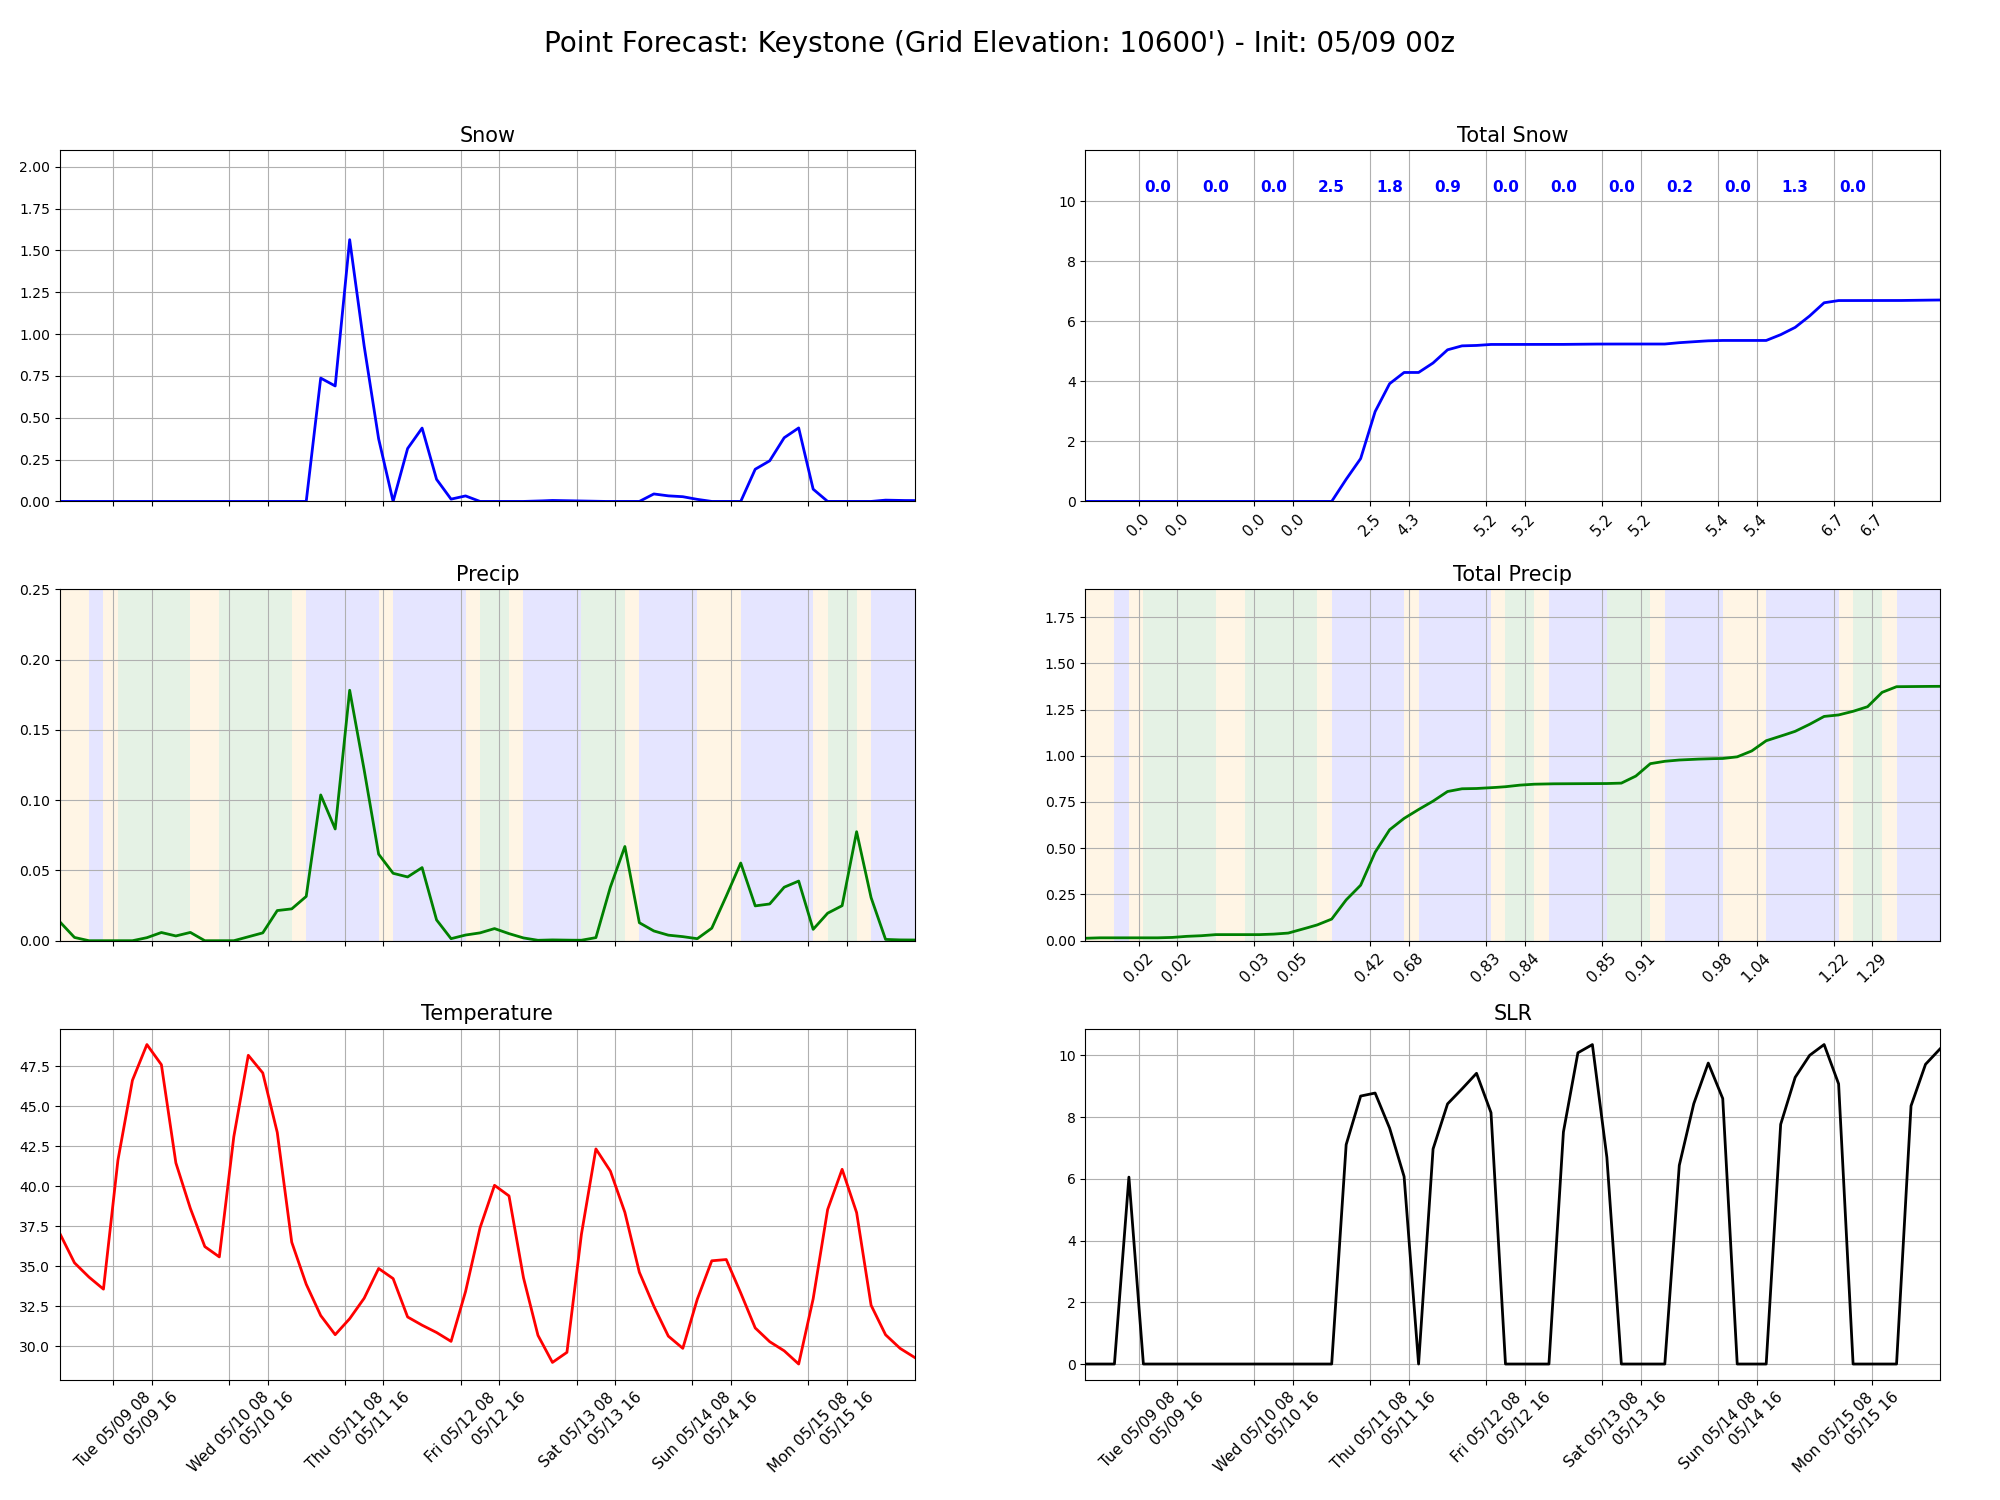 Point Forecast: Keystone (Grid Elevation: 10600') - Init: 05/09 00z
Snow
2.00
1.75
1.50
1.25
1.00
0.75
0.50
0.25
0.00
Total Snow
0.0 0.0 0.0 2.5 1.8 0.9 0.0 0.0 0.0 0.2 0.0 1.3 0.0
10
8
6
4
2
0
0.0 0.0 0.0 0.0 2.5 4.3 5.2 5.2 5.2 5.2 5.4 5.4 6.7 6.7
Precip
0.25
0.20
0.15
0.10
0.05
0.00
Total Precip
1.75
1.50
1.25
1.00
0.75
0.50
0.25
0.00
0.02 0.02 0.03 0.05 0.42 0.68 0.83 0.84 0.85 0.91 0.98 1.04 1.22 1.29
Temperature
47.5
45.0
42.5
40.0
37.5
35.0
32.5
30.0
Tue 05/09 08
05/09 16
Wed 05/10 08
05/10 16
Thu 05/11 08
05/11 16
Fri 05/12 08
05/12 16
Sat 05/13 08
05/13 16
Sun 05/14 08
05/14 16
Mon 05/15 08
05/15 16
SLR
10
8
6
4
2
0
Tue 05/09 08
05/09 16
Wed 05/10 08
05/10 16
Thu 05/11 08
05/11 16
Fri 05/12 08
05/12 16
Sat 05/13 08
05/13 16
Sun 05/14 08
05/14 16
Mon 05/15 08
05/15 16